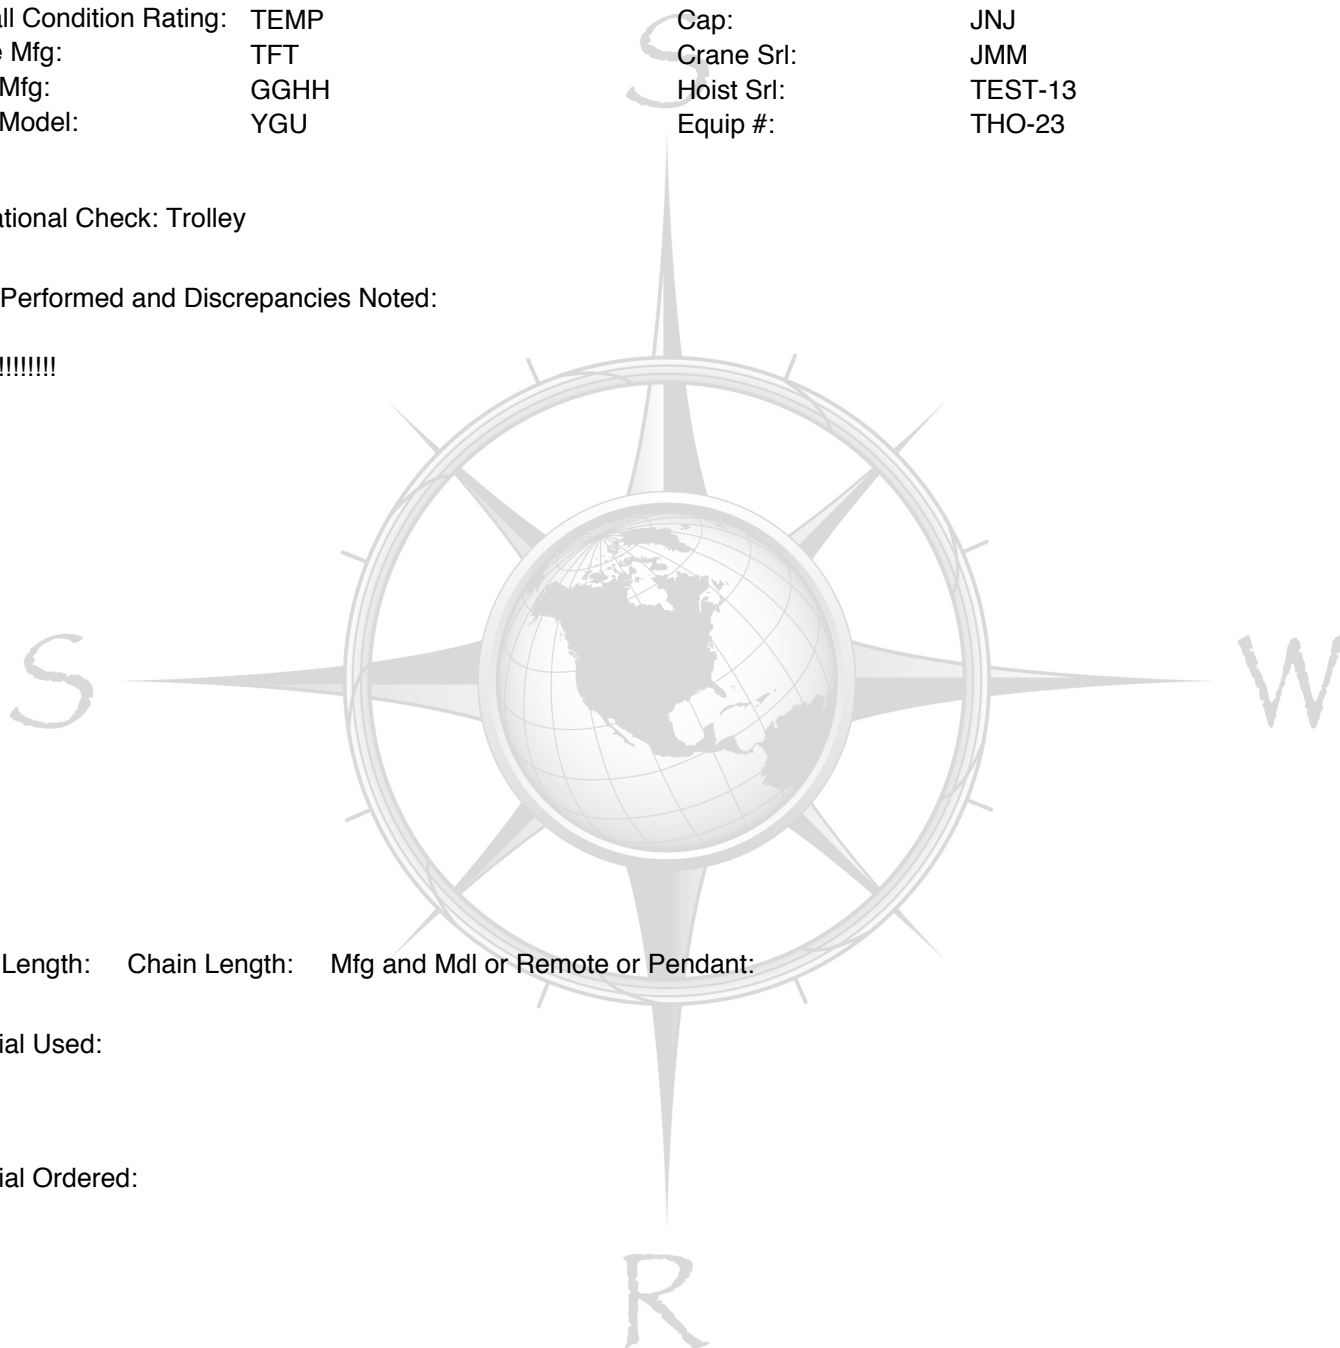 all Condition Rating: TEMP Cap: JNJ
e Mfg: TFT Crane Srl: JMM
Mfg: GGHH Hoist Srl: TEST-13
Model: YGU Equip #: THO-23
ational Check: Trolley
Performed and Discrepancies Noted:
!!!!!!!!!
Length: Chain Length: Mfg and Mdl or Remote or Pendant:
ial Used:
ial Ordered:
S
S
W
R